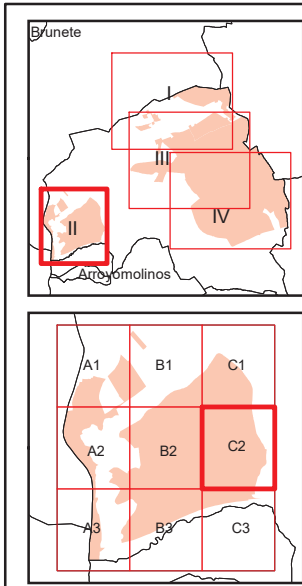 Brunete
I
III
II
IV
Arroyomolinos
A1 B1 C1
A2 B2 C2
A3 B3 C3